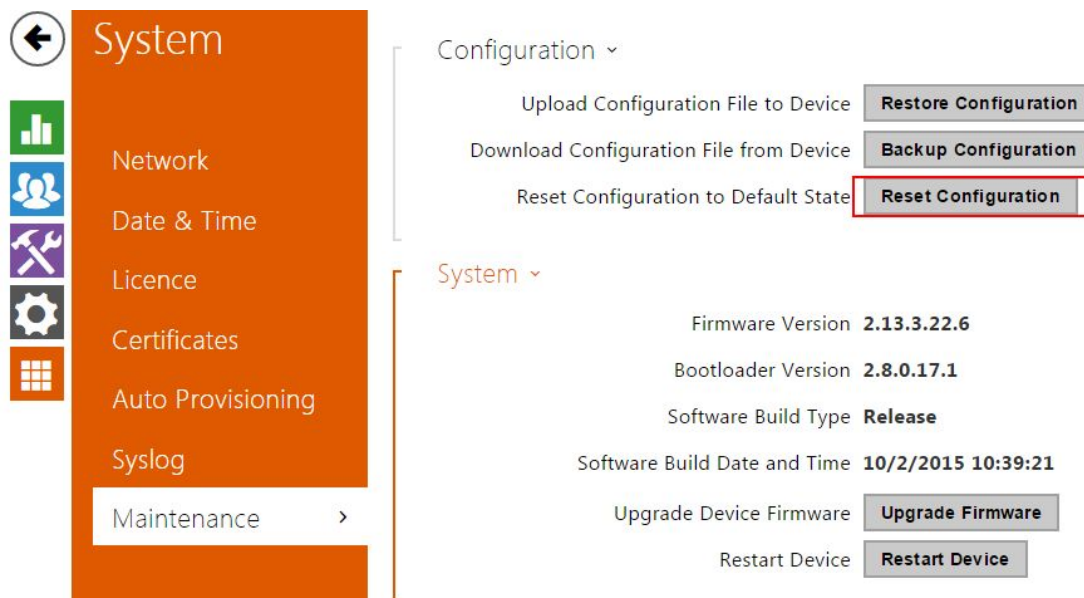 System
Network
Date & Time
Licence
Certificates
Auto Provisioning
Syslog
Maintenance
Configuration
Upload Configuration File to Device Restore Configuration
Download Configuration File from Device Backup Configuration
Reset Configuration to Default State Reset Configuration
System
Firmware Version 2.13.3.22.6
Bootloader Version 2.8.0.17.1
Software Build Type Release
Software Build Date and Time 10/2/2015 10:39:21
Upgrade Device Firmware Upgrade Firmware
Restart Device Restart Device